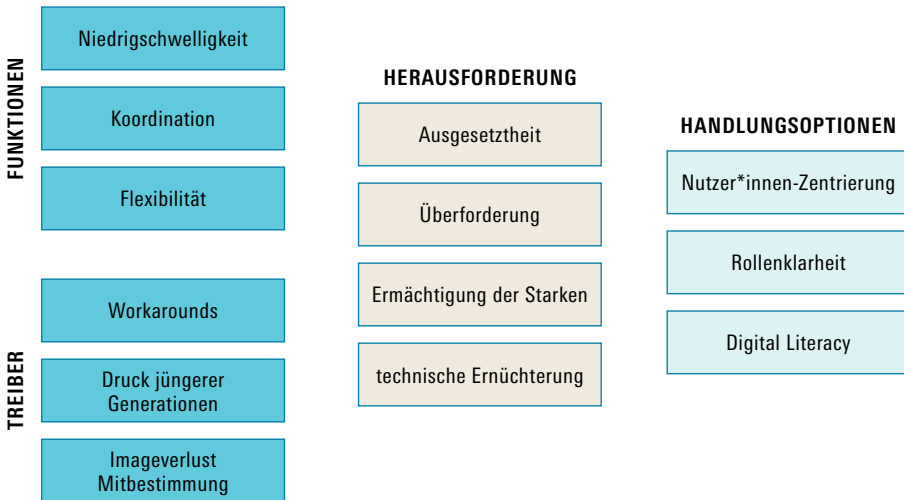 FUNKTIONEN
Niedrigschwelligkeit
Koordination
Flexibilität
TREIBER
Workarounds
Druck jüngerer
Generationen
Imageverlust
Mitbestimmung
HERAUSFORDERUNG
Ausgesetztheit
Überforderung
Ermächtigung der Starken
technische Ernüchterung
HANDLUNGSOPTIONEN
Nutzer*innen-Zentrierung
Rollenklarheit
Digital Literacy